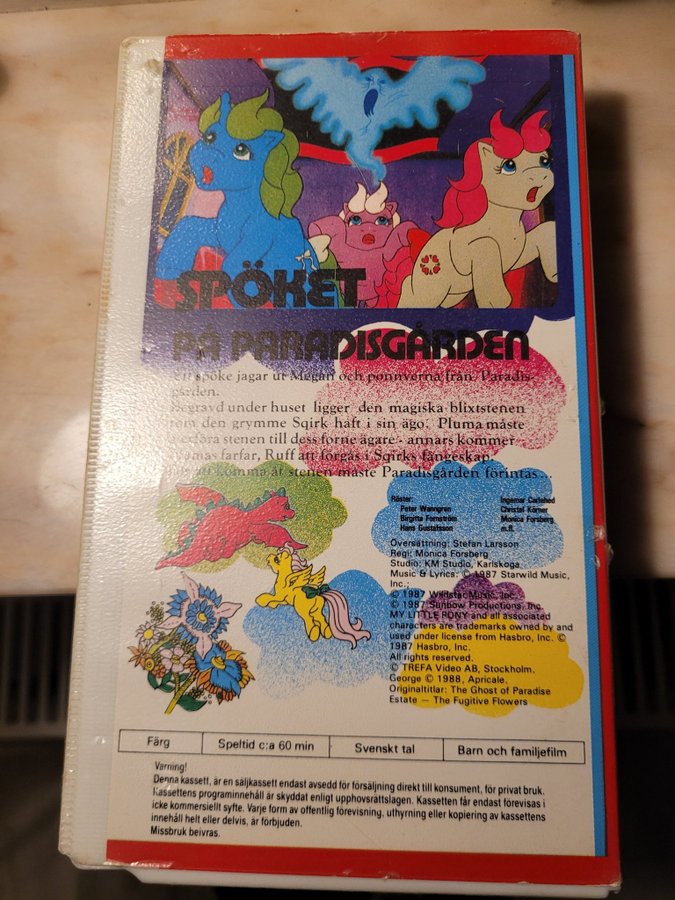 SPÖKET
PÅ PARADISGÅRDEN
Ett spöke jagar ut Megan och ponnyerna från Paradis-
gården.
Begravd under huset ligger den magiska blixtstenen
som den grymme Sqirk haft i sin ägo. Pluma måste
föra stenen till dess forne ägare - annars kommer
farfar, Ruff att förgås i Sqirks fångeskap.
att komma åt stenen måste Paradisgården förintas...
Röster:
Peter Wanngren
Birgitta Fernström
Hans Gustafsson
Ingemar Carlehed
Christel Körner
Monica Forsberg
m.fl.
Översättning: Stefan Larsson
Regi: Monica Forsberg
Studio: KM Studio, Karlskoga.
Music & Lyrics: © 1987 Starwild Music,
Inc.;
© 1987 Wildstar Music, Inc.
© 1987 Sunbow Productions, Inc.
MY LITTLE PONY and all associated
characters are trademarks owned by and
used under license from Hasbro, Inc. ©
1987 Hasbro, Inc.
All rights reserved.
© TREFA Video AB, Stockholm.
George © 1988, Apricale.
Originaltitlar: The Ghost of Paradise
Estate — The Fugitive Flowers
Färg
Speltid c:a 60 min
Svenskt tal
Barn och familjefilm
Varning!
Denna kassett, är en säljkassett endast avsedd för försäljning direkt till konsument, för privat bruk.
Kassettens programinnehåll är skyddat enligt upphovsrättslagen. Kassetten får endast förevisas i
icke kommersiellt syfte. Varje form av offentlig förevisning, uthyrning eller kopiering av kassettens
innehåll helt eller delvis, är förbjuden.
Missbruk beivras.